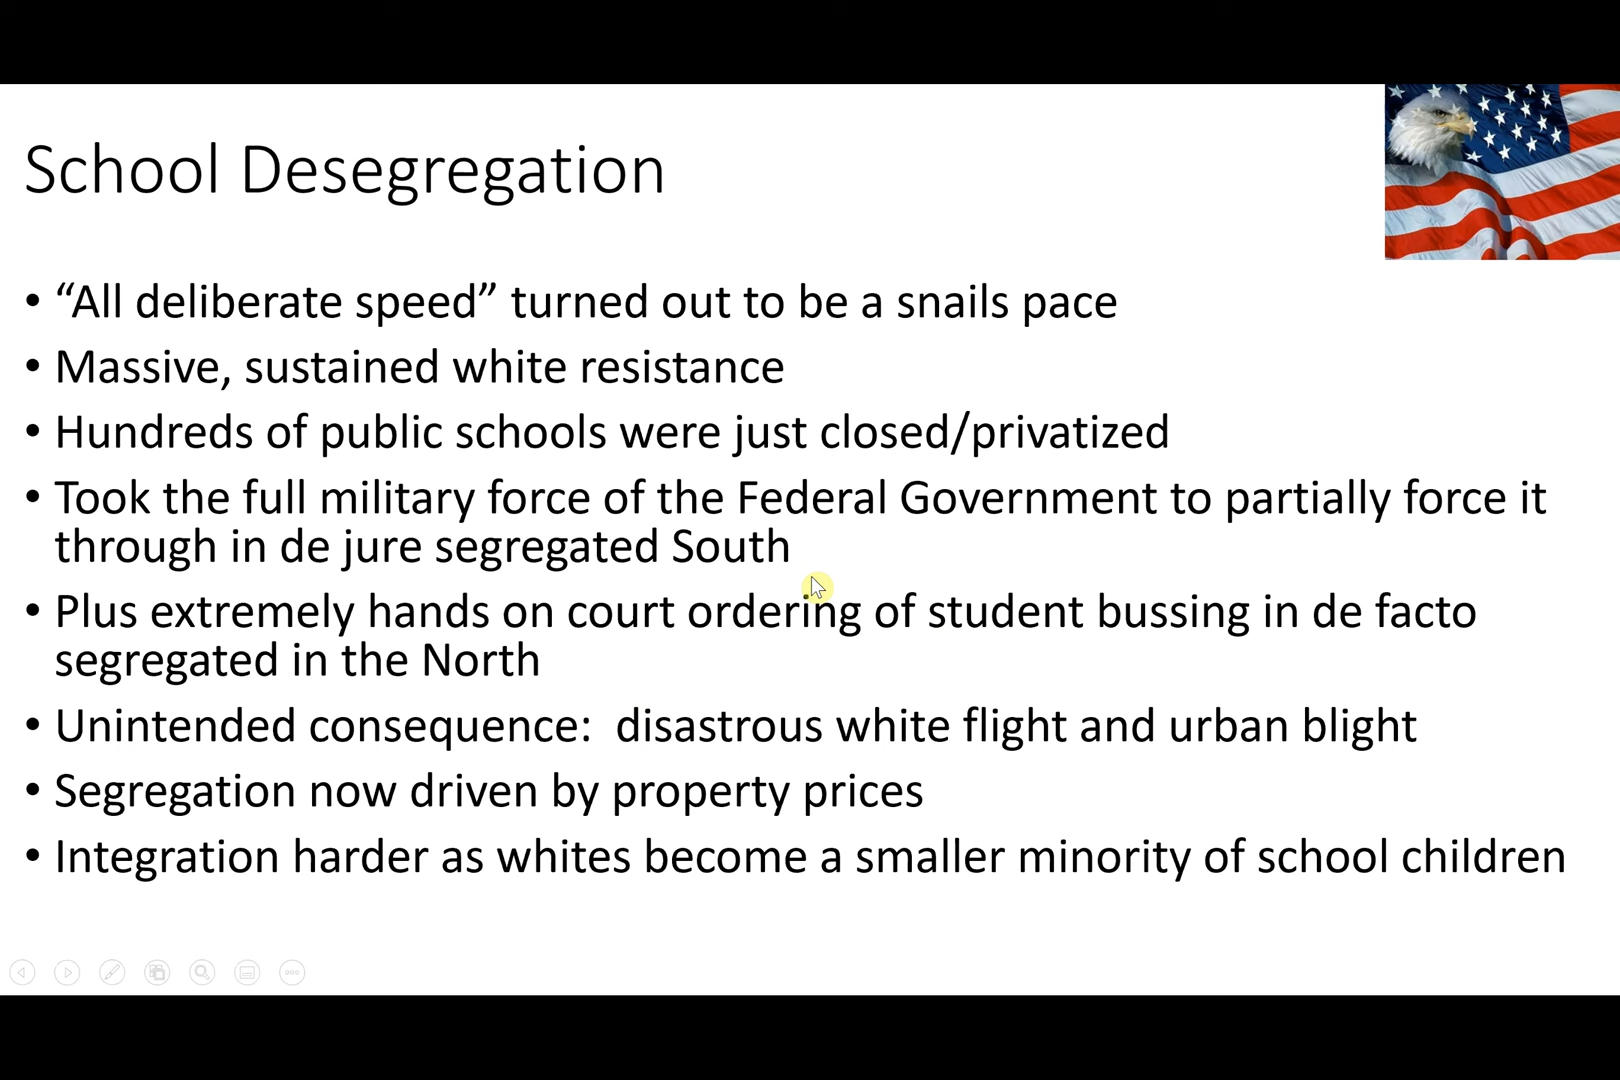 School Desegregation
• “All deliberate speed” turned out to be a snails pace
• Massive, sustained white resistance
• Hundreds of public schools were just closed/privatized
• Took the full military force of the Federal Government to partially force it
through in de jure segregated South
• Plus extremely hands on court ordering of student bussing in de facto
segregated in the North
• Unintended consequence:  disastrous white flight and urban blight
• Segregation now driven by property prices
• Integration harder as whites become a smaller minority of school children